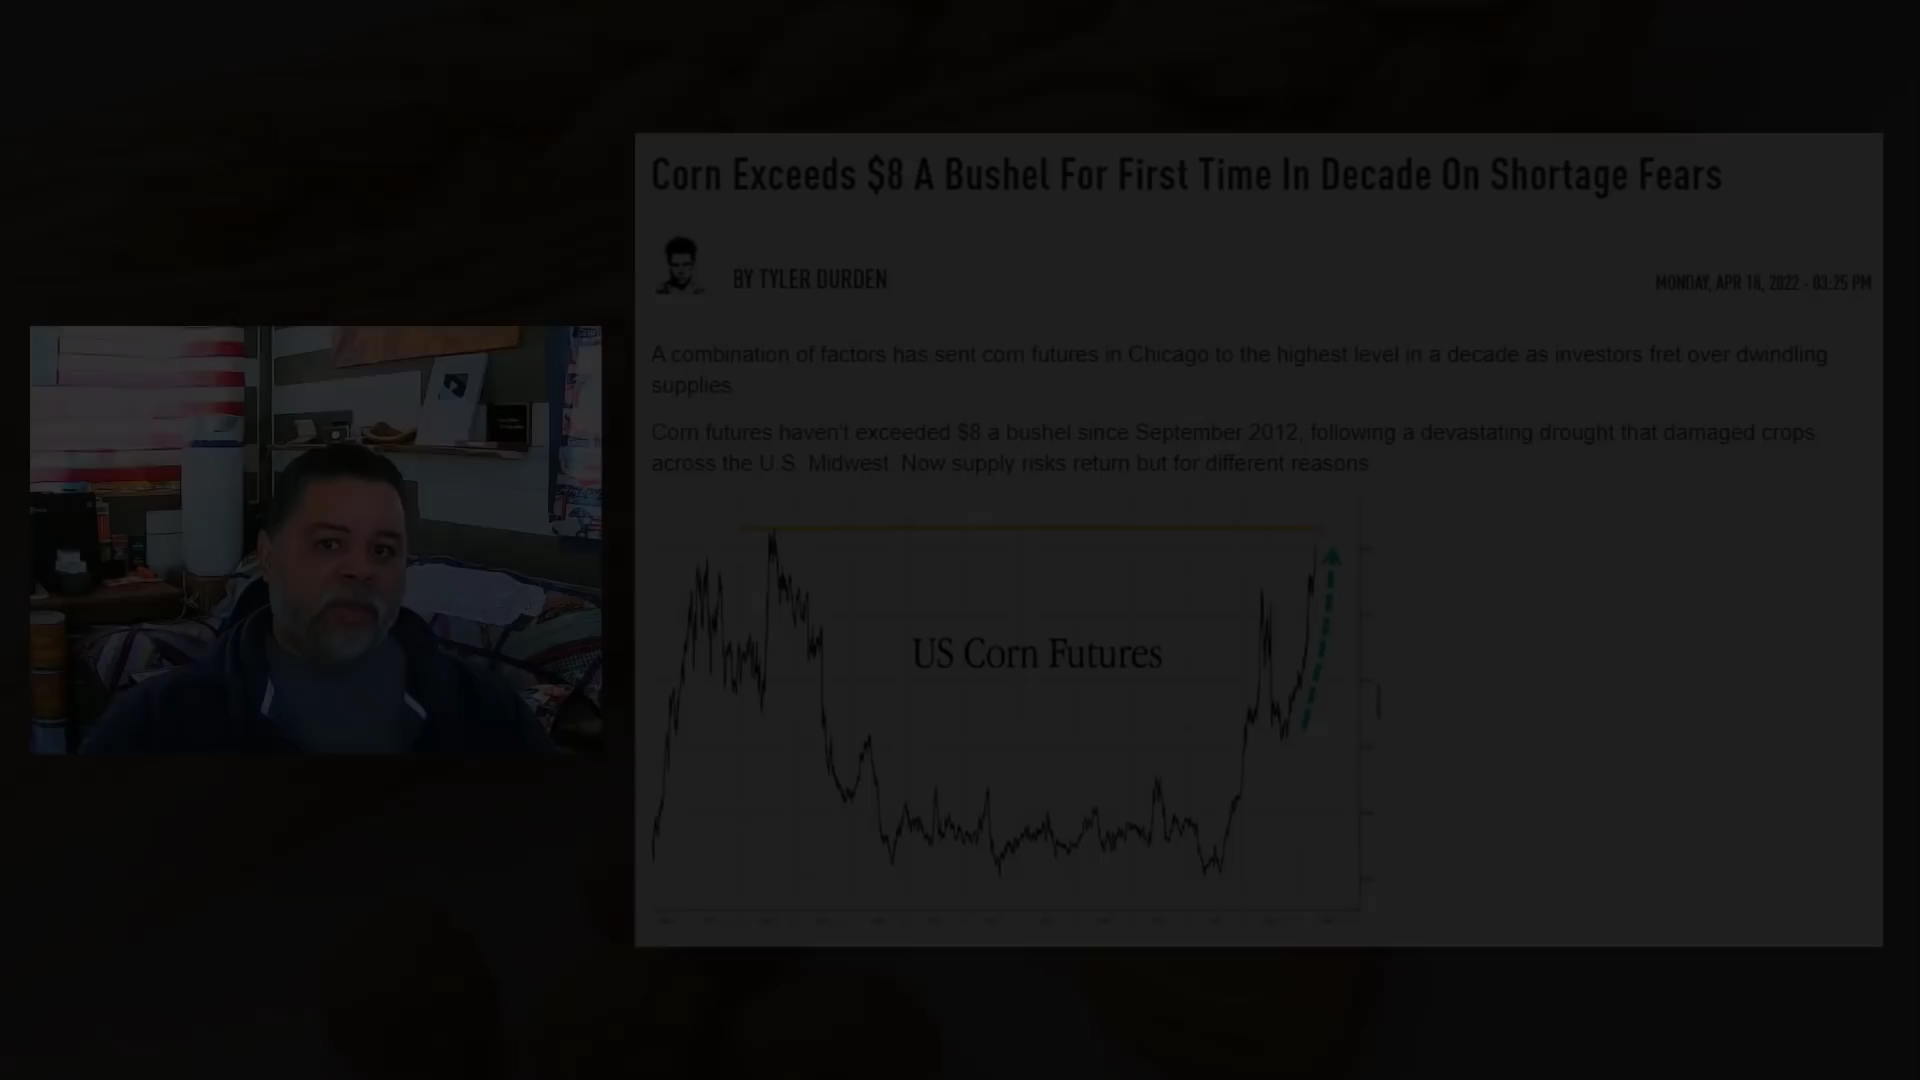 Corn Exceeds $8 A Bushel For First Time In Decade On Shortage Fears
BY TYLER DURDEN
MONDAY, APR 18, 2022 - 03:25 PM
A combination of factors has sent corn futures in Chicago to the highest level in a decade as investors fret over dwindling
supplies.
Corn futures haven't exceeded $8 a bushel since September 2012, following a devastating drought that damaged crops
across the U.S. Midwest. Now supply risks return but for different reasons.
US Corn Futures